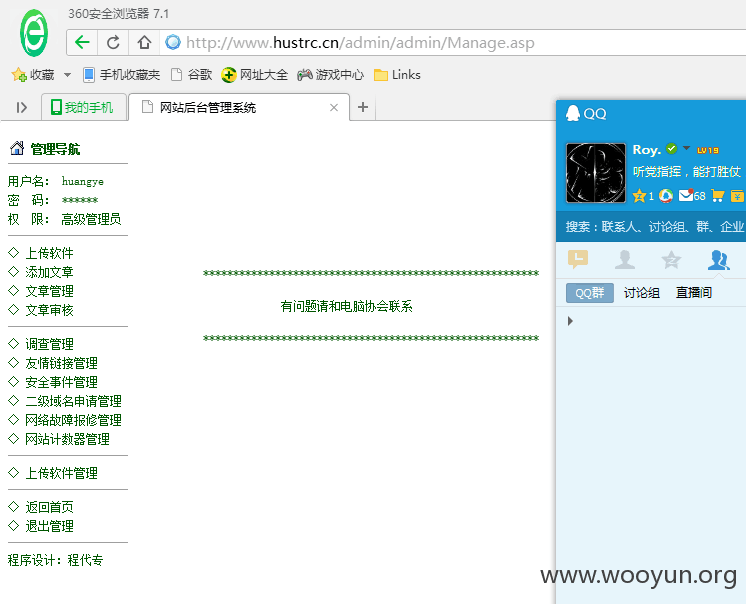 360安全浏览器 7.1
http://www.hustrc.cn/admin/admin/Manage.asp
收藏 手机收藏夹 谷歌 网址大全 游戏中心 Links
我的手机 网站后台管理系统
管理导航
用户名： huangye
密 码： ******
权 限： 高级管理员
◇ 上传软件
◇ 添加文章
◇ 文章管理
◇ 文章审核
◇ 调查管理
◇ 友情链接管理
◇ 安全事件管理
◇ 二级域名申请管理
◇ 网络故障报修管理
◇ 网站计数器管理
◇ 上传软件管理
◇ 返回首页
◇ 退出管理
程序设计：程代专
********************************************************
有问题请和电脑协会联系
********************************************************
QQ
Roy. LV19
听党指挥，能打胜仗
1 68
搜索：联系人、讨论组、群、企业
QQ群 讨论组 直播间
www.wooyun.org